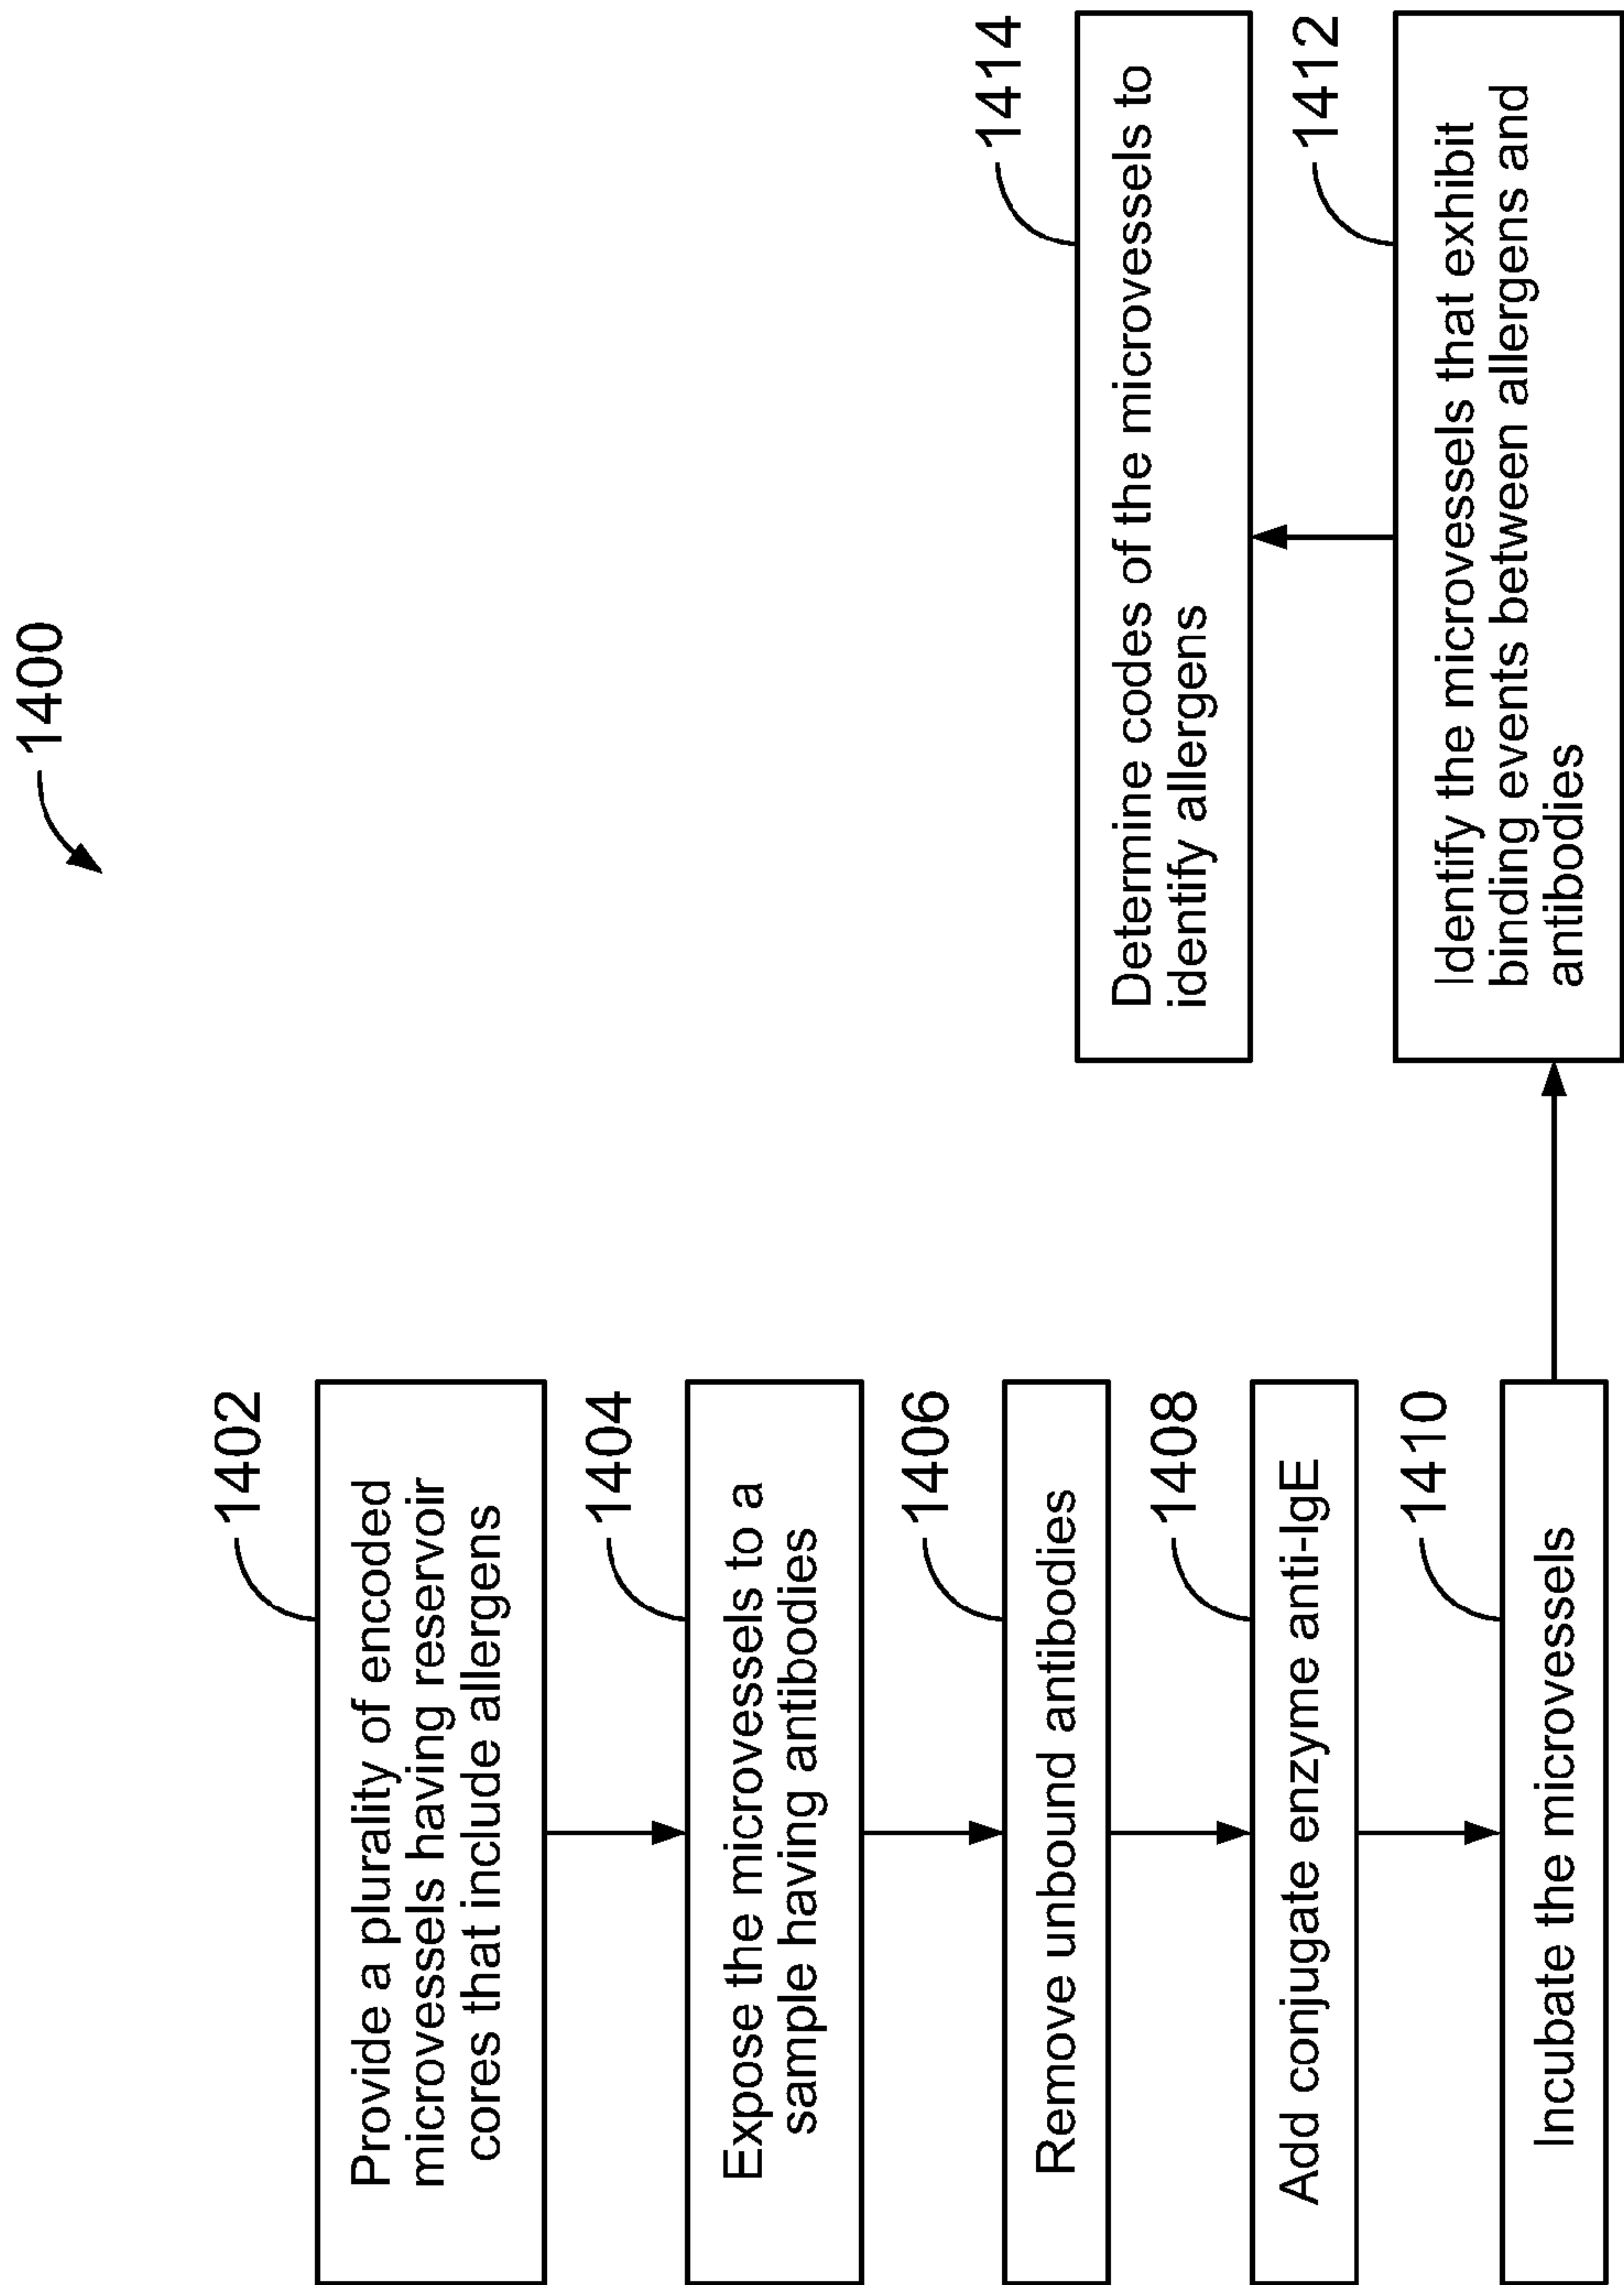 1400
1402
Provide a plurality of encoded
microvessels having reservoir
cores that include allergens
1404
Expose the microvessels to a
sample having antibodies
1406
Remove unbound antibodies
1408
Add conjugate enzyme anti-IgE
1410
Incubate the microvessels
1412
Identify the microvessels that exhibit
binding events between allergens and
antibodies
1414
Determine codes of the microvessels to
identify allergens